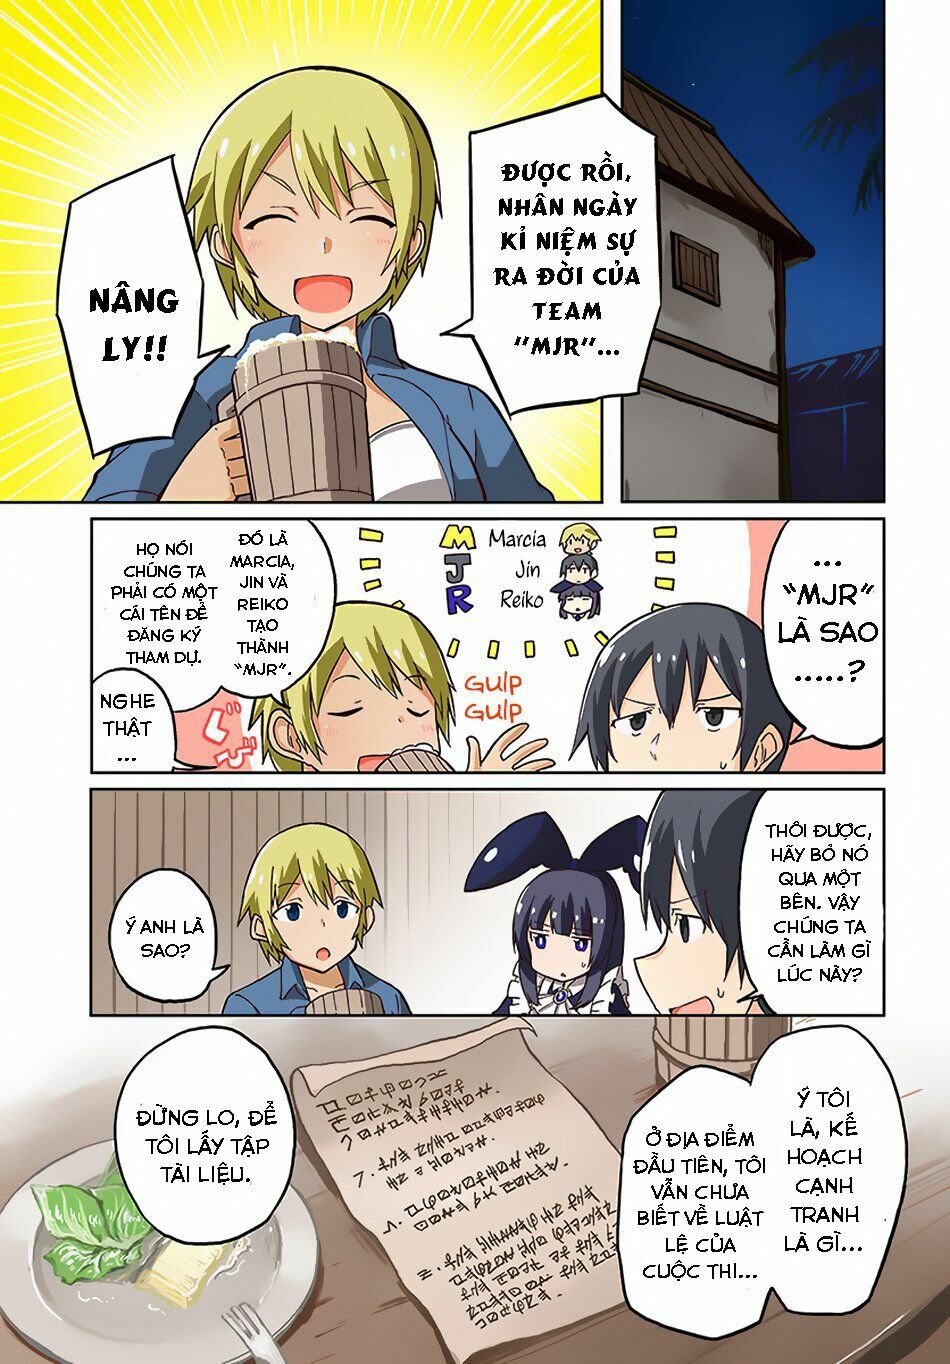 ĐƯỢC RỒI,
NHÂN NGÀY
KỈ NIỆM SỰ
RA ĐỜI CỦA
TEAM
"MJR"...
NÂNG
LY!!
...
"MJR"
LÀ SAO
.....?
M Marcia
J Jin
R Reiko
GULP
GULP
ĐÓ LÀ
MARCIA,
JIN VÀ
REIKO
TẠO
THÀNH
"MJR".
HỌ NÓI
CHÚNG TA
PHẢI CÓ MỘT
CÁI TÊN ĐỂ
ĐĂNG KÝ
THAM DỰ.
NGHE
THẬT
...
THÔI ĐƯỢC,
HÃY BỎ NÓ
QUA MỘT
BÊN. VẬY
CHÚNG TA
CẦN LÀM GÌ
LÚC NÀY?
Ý ANH LÀ
SAO?
Ý TÔI
LÀ, KẾ
HOẠCH
CẠNH
TRANH
LÀ GÌ...
Ở ĐỊA ĐIỂM
ĐẦU TIÊN, TÔI
VẪN CHƯA
BIẾT VỀ LUẬT
LỆ CỦA
CUỘC THI...
ĐỪNG LO, ĐỂ
TÔI LẤY TẬP
TÀI LIỆU.